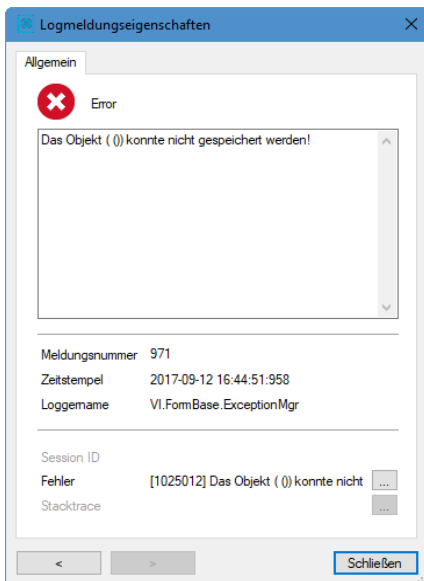 Logmeldungseigenschaften
Allgemein
Error
Das Objekt ( ()) konnte nicht gespeichert werden!
Meldungsnummer 971
Zeitstempel 2017-09-12 16:44:51:958
Loggername VI.FormBase.ExceptionMgr
Session ID
Fehler [1025012] Das Objekt ( ()) konnte nicht ...
Stacktrace ...
< > Schließen